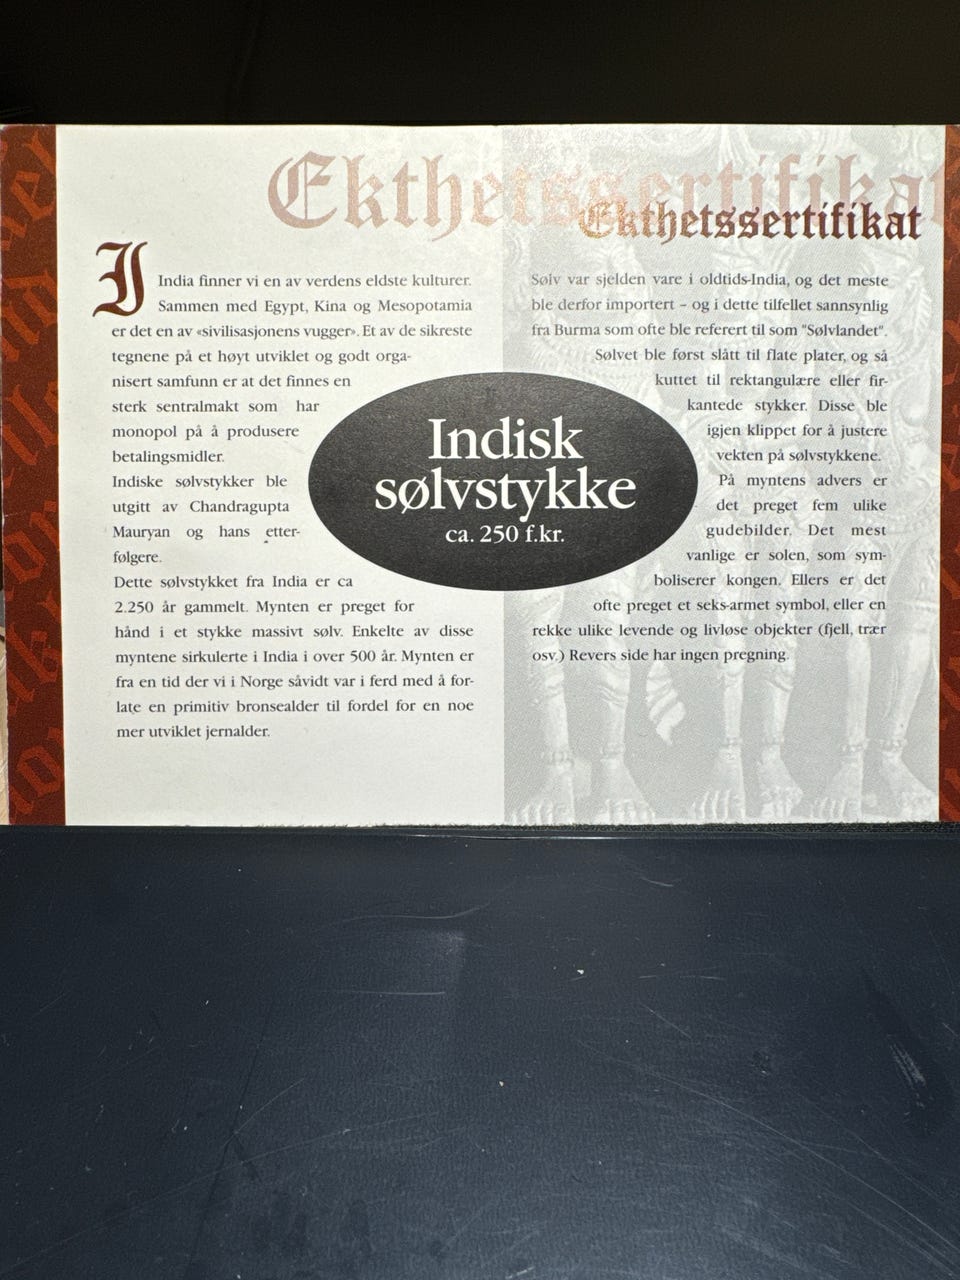 Ekthetssertifikat
Ekthetssertifikat
I India finner vi en av verdens eldste kulturer.
Sammen med Egypt, Kina og Mesopotamia
er det en av «sivilisasjonens vugger». Et av de sikreste
tegnene på et høyt utviklet og godt orga-
nisert samfunn er at det finnes en
sterk sentralmakt som har
monopol på å produsere
betalingsmidler.
Indiske sølvstykker ble
utgitt av Chandragupta
Mauryan og hans etter-
følgere.
Dette sølvstykket fra India er ca
2.250 år gammelt. Mynten er preget for
hånd i et stykke massivt sølv. Enkelte av disse
myntene sirkulerte i India i over 500 år. Mynten er
fra en tid der vi i Norge såvidt var i ferd med å for-
late en primitiv bronsealder til fordel for en noe
mer utviklet jernalder.
Indisk
sølvstykke
ca. 250 f.kr.
Sølv var sjelden vare i oldtids-India, og det meste
ble derfor importert – og i dette tilfellet sannsynlig
fra Burma som ofte ble referert til som "Sølvlandet".
Sølvet ble først slått til flate plater, og så
kuttet til rektangulære eller fir-
kantede stykker. Disse ble
igjen klippet for å justere
vekten på sølvstykkene.
På myntens advers er
det preget fem ulike
gudebilder. Det mest
vanlige er solen, som sym-
boliserer kongen. Ellers er det
ofte preget et seks-armet symbol, eller en
rekke ulike levende og livløse objekter (fjell, trær
osv.) Revers side har ingen pregning.